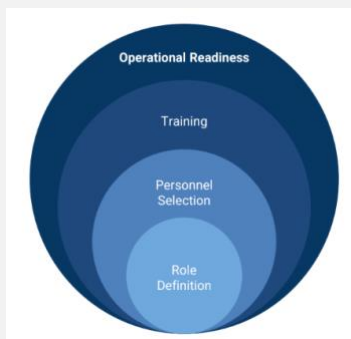 Operational Readiness
Training
Personnel
Selection
Role
Definition